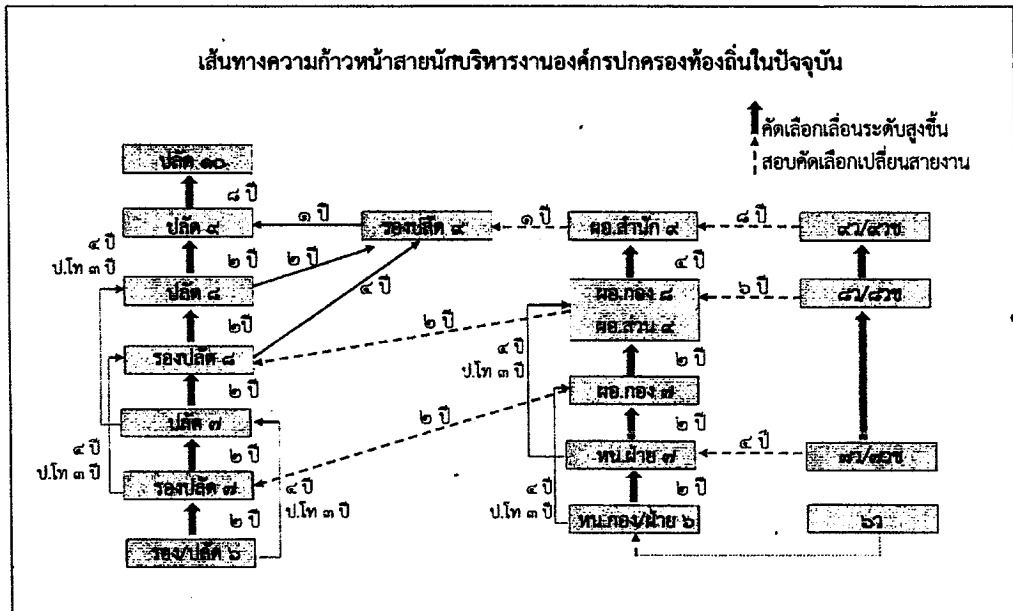 เส้นทางความก้าวหน้าสายนักบริหารงานองค์กรปกครองท้องถิ่นในปัจจุบัน
คัดเลือกเลื่อนระดับสูงขึ้น
สอบคัดเลือกเปลี่ยนสายงาน
ปลัด ๑๐
๘ ปี
ปลัด ๙
๑ ปี
รองปลัด ๙
๑ ปี
ผอ.สำนัก ๙
๘ ปี
๙ว/๙วช
๔ ปี
ป.โท ๓ ปี
๒ ปี
๒ ปี
๔ ปี
๔ ปี
ปลัด ๘
ผอ.กอง ๘
ผอ.ส่วน ๙
๖ ปี
๘ว/๘วช
๒ปี
๒ ปี
รองปลัด ๘
๔ ปี
ป.โท ๓ ปี
๒ ปี
๒ ปี
ผอ.กอง ๗
ปลัด ๗
๒ ปี
๒ ปี
๔ ปี
ป.โท ๓ ปี
๒ ปี
หน.ฝ่าย ๗
๔ ปี
รองปลัด ๗
๔ ปี
ป.โท ๓ ปี
๔ ปี
ป.โท ๓ ปี
๒ ปี
๒ ปี
หน.กอง/ฝ่าย ๖
๖ว
รอง/ปลัด ๖